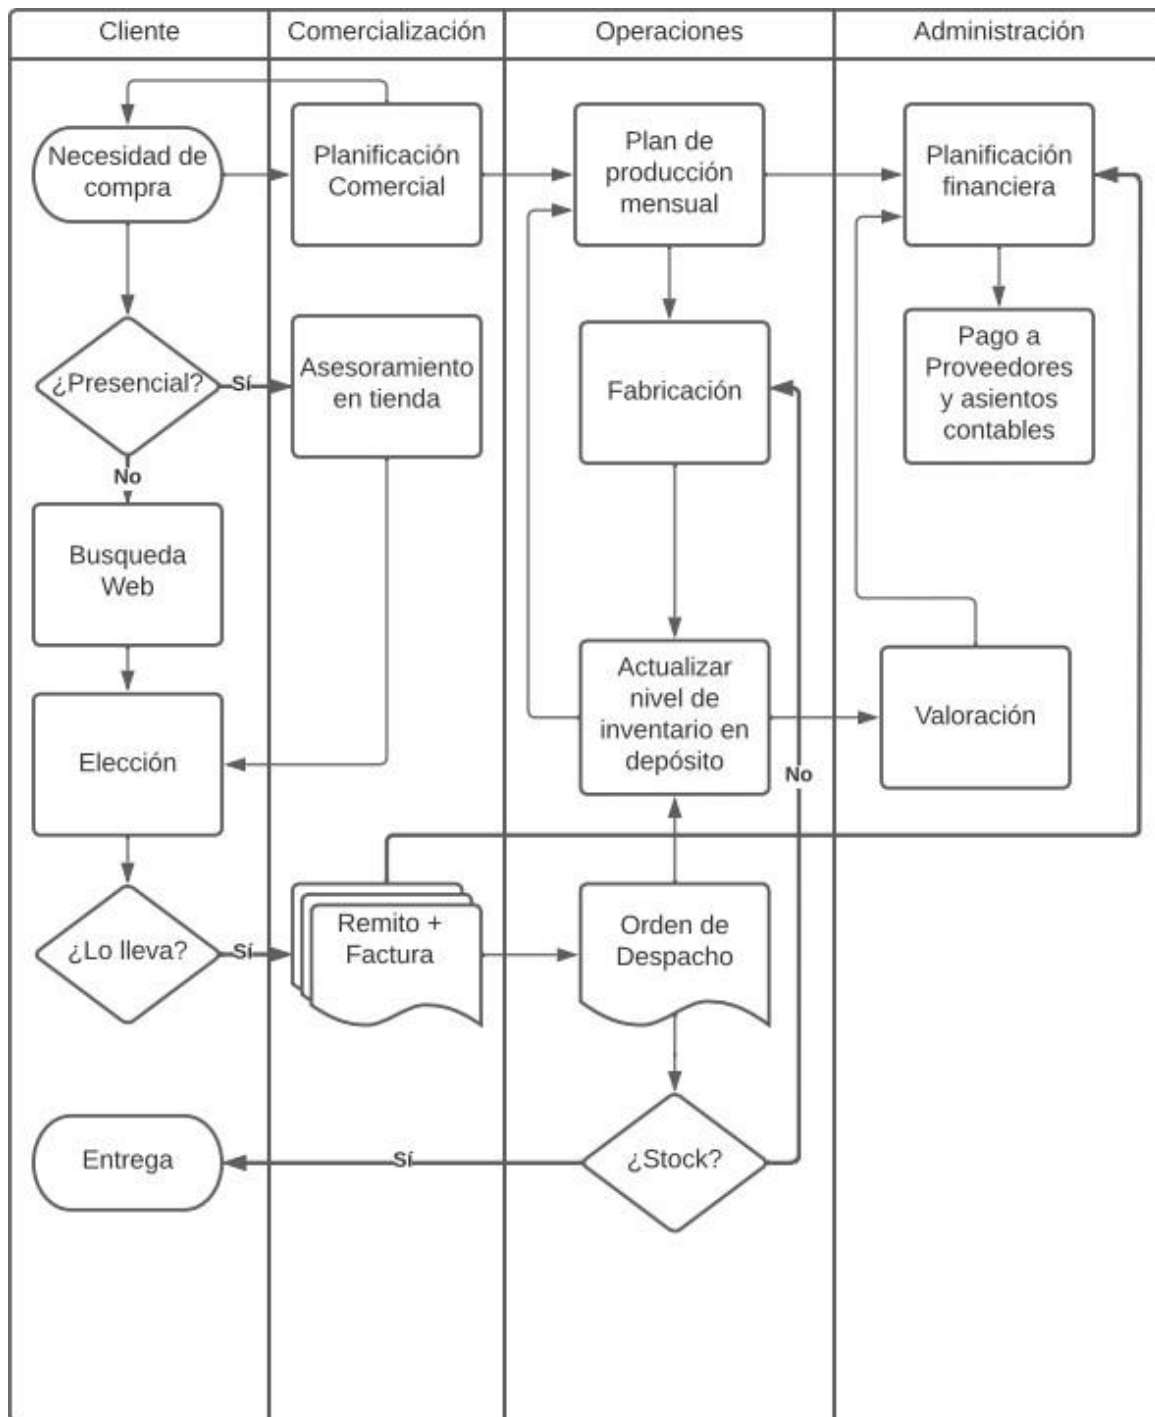 Cliente
Comercialización
Operaciones
Administración
Necesidad de
compra
Planificación
Comercial
Plan de
producción
mensual
Planificación
financiera
¿Presencial?
Sí
Asesoramiento
en tienda
Fabricación
Pago a
Proveedores
y asientos
contables
No
Busqueda
Web
Elección
Actualizar
nivel de
inventario en
depósito
Valoración
No
¿Lo lleva?
Sí
Remito +
Factura
Orden de
Despacho
Entrega
Sí
¿Stock?